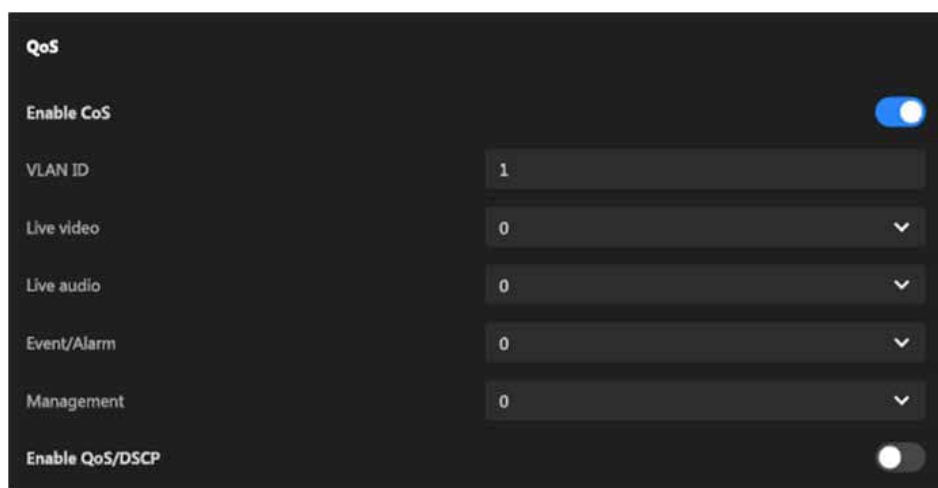 QoS
Enable CoS
VLAN ID 1
Live video 0
Live audio 0
Event/Alarm 0
Management 0
Enable QoS/DSCP